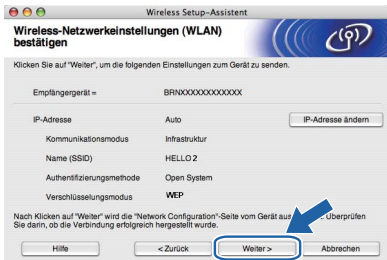 Wireless Setup-Assistent
Wireless-Netzwerkeinstellungen (WLAN)
bestätigen
Klicken Sie auf "Weiter", um die folgenden Einstellungen zum Gerät zu senden.
Empfängergerät = BRNXXXXXXXXXXXX
IP-Adresse Auto IP-Adresse ändern
Kommunikationsmodus Infrastruktur
Name (SSID) HELLO 2
Authentifizierungsmethode Open System
Verschlüsselungsmodus WEP
Nach Klicken auf "Weiter" wird die "Network Configuration"-Seite vom Gerät Überprüfen
Sie darin, ob die Verbindung erfolgreich hergestellt wurde.
Hilfe < Zurück Weiter > Abbrechen